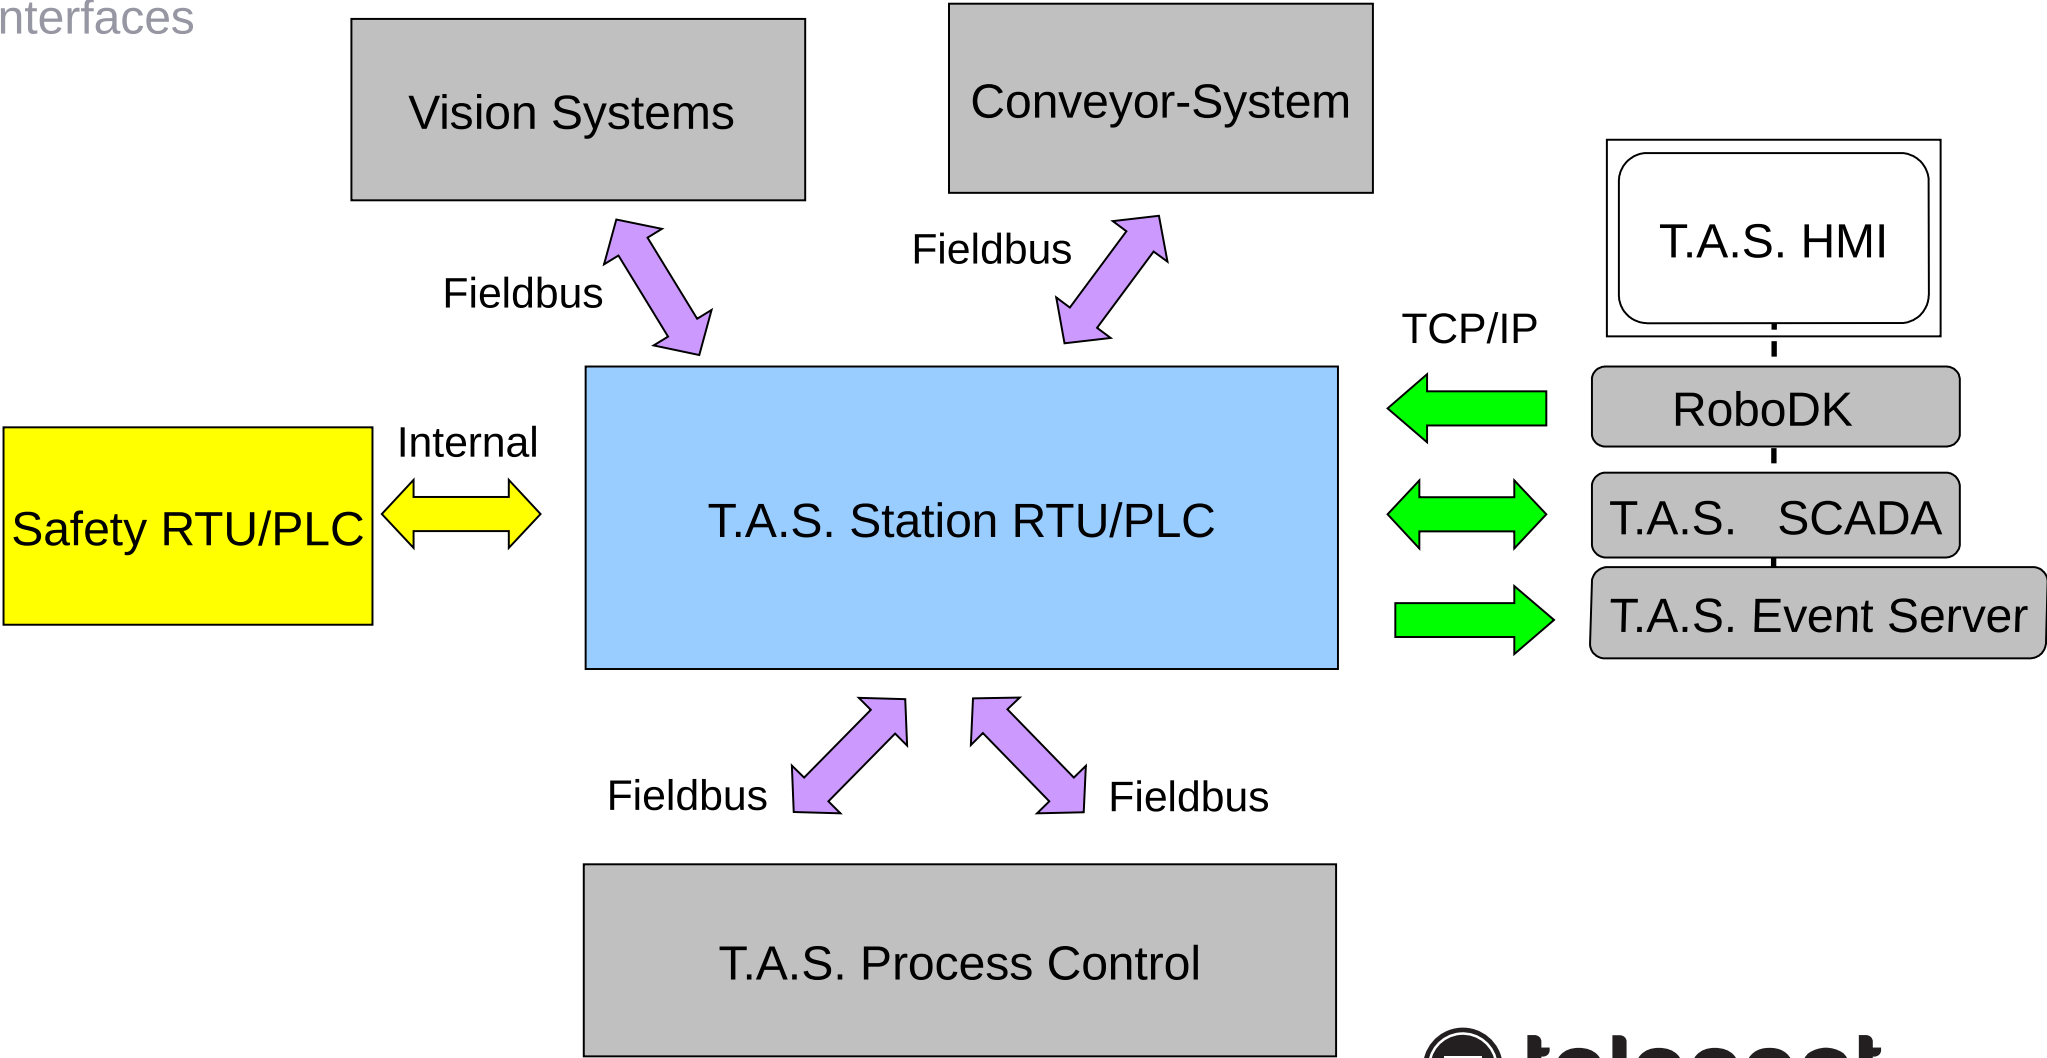 nterfaces
Vision Systems
Conveyor-System
T.A.S. HMI
Fieldbus
Fieldbus
TCP/IP
RoboDK
Internal
Safety RTU/PLC
T.A.S. Station RTU/PLC
T.A.S. SCADA
T.A.S. Event Server
Fieldbus
Fieldbus
T.A.S. Process Control